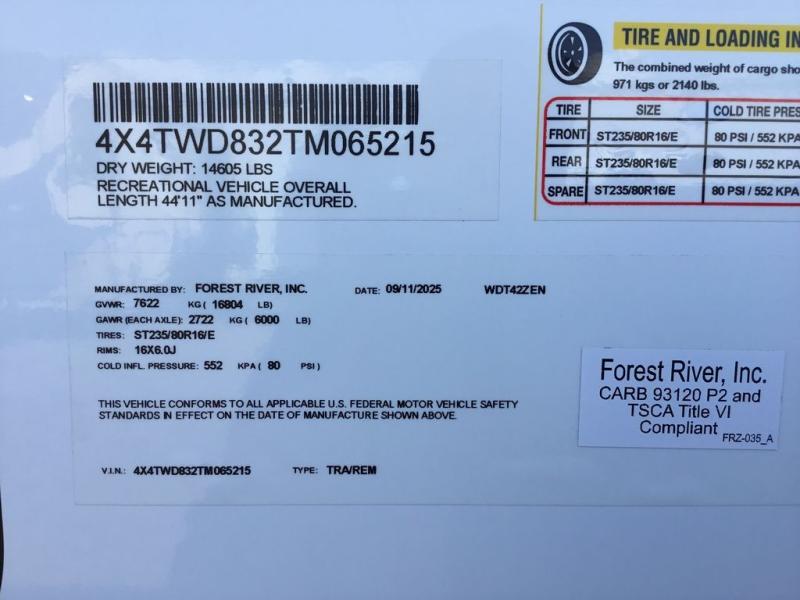 4X4TWD832TM065215
DRY WEIGHT: 14605 LBS
RECREATIONAL VEHICLE OVERALL
LENGTH 44'11" AS MANUFACTURED.
TIRE AND LOADING IN
The combined weight of cargo sho
971 kgs or 2140 lbs.
TIRE SIZE COLD TIRE PRES
FRONT ST235/80R16/E 80 PSI / 552 KPA
REAR ST235/80R16/E 80 PSI / 552 KPA
SPARE ST235/80R16/E 80 PSI / 552 KPA
MANUFACTURED BY: FOREST RIVER, INC. DATE: 09/11/2025 WDT42ZEN
GVWR: 7622 KG ( 16804 LB)
GAWR (EACH AXLE): 2722 KG ( 6000 LB)
TIRES: ST235/80R16/E
RIMS: 16X6.0J
COLD INFL. PRESSURE: 552 KPA ( 80 PSI )
THIS VEHICLE CONFORMS TO ALL APPLICABLE U.S. FEDERAL MOTOR VEHICLE SAFETY
STANDARDS IN EFFECT ON THE DATE OF MANUFACTURE SHOWN ABOVE.
V.I.N.: 4X4TWD832TM065215 TYPE: TRA/REM
Forest River, Inc.
CARB 93120 P2 and
TSCA Title VI
Compliant
FRZ-035_A